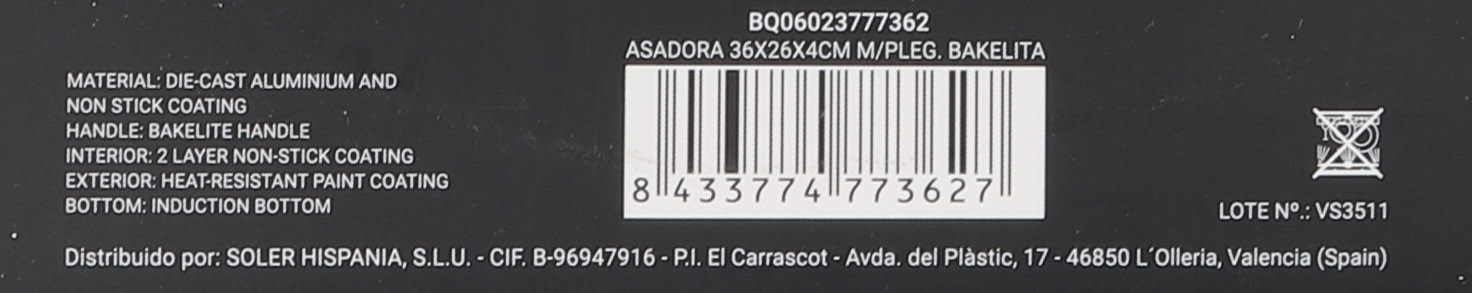 BQ06023777362
ASADORA 36X26X4CM M/PLEG. BAKELITA
MATERIAL: DIE-CAST ALUMINIUM AND
NON STICK COATING
HANDLE: BAKELITE HANDLE
INTERIOR: 2 LAYER NON-STICK COATING
EXTERIOR: HEAT-RESISTANT PAINT COATING
BOTTOM: INDUCTION BOTTOM
8 433774 773627
LOTE Nº.: VS3511
Distribuido por: SOLER HISPANIA, S.L.U. - CIF. B-96947916 - P.I. El Carrascot - Avda. del Plàstic, 17 - 46850 L´Olleria, Valencia (Spain)